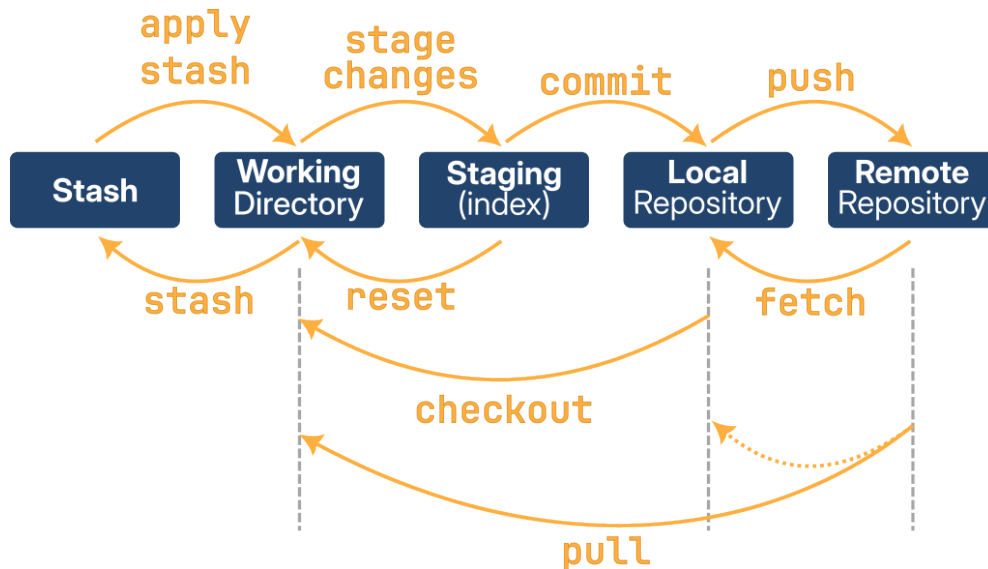 apply
stash
stage
changes
commit
push
Stash
Working
Directory
Staging
(index)
Local
Repository
Remote
Repository
stash
reset
fetch
checkout
pull